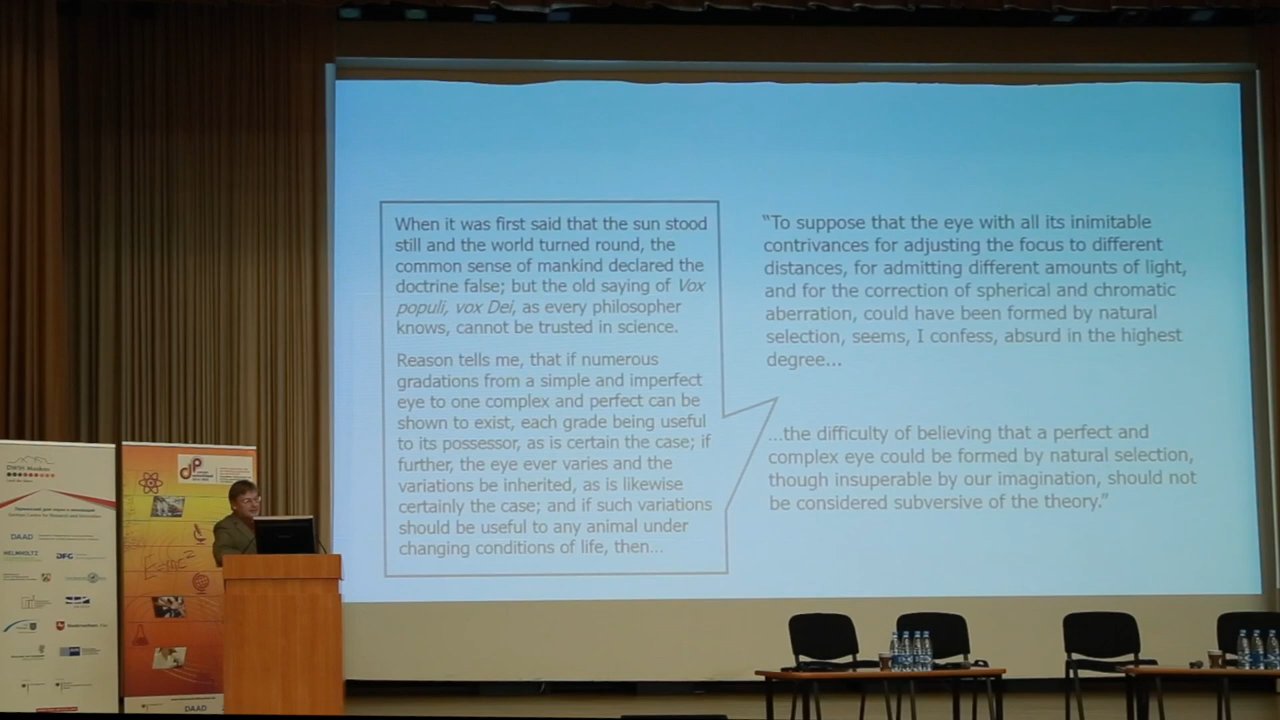 When it was first said that the sun stood
still and the world turned round, the
common sense of mankind declared the
doctrine false; but the old saying of Vox
populi, vox Dei, as every philosopher
knows, cannot be trusted in science.
Reason tells me, that if numerous
gradations from a simple and imperfect
eye to one complex and perfect can be
shown to exist, each grade being useful
to its possessor, as is certain the case; if
further, the eye ever varies and the
variations be inherited, as is likewise
certainly the case; and if such variations
should be useful to any animal under
changing conditions of life, then...
“To suppose that the eye with all its inimitable
contrivances for adjusting the focus to different
distances, for admitting different amounts of light,
and for the correction of spherical and chromatic
aberration, could have been formed by natural
selection, seems, I confess, absurd in the highest
degree...
...the difficulty of believing that a perfect and
complex eye could be formed by natural selection,
though insuperable by our imagination, should not
be considered subversive of the theory.”
DWIH Moskau
DAAD
HELMHOLTZ
DFG
E=mc²
DAAD